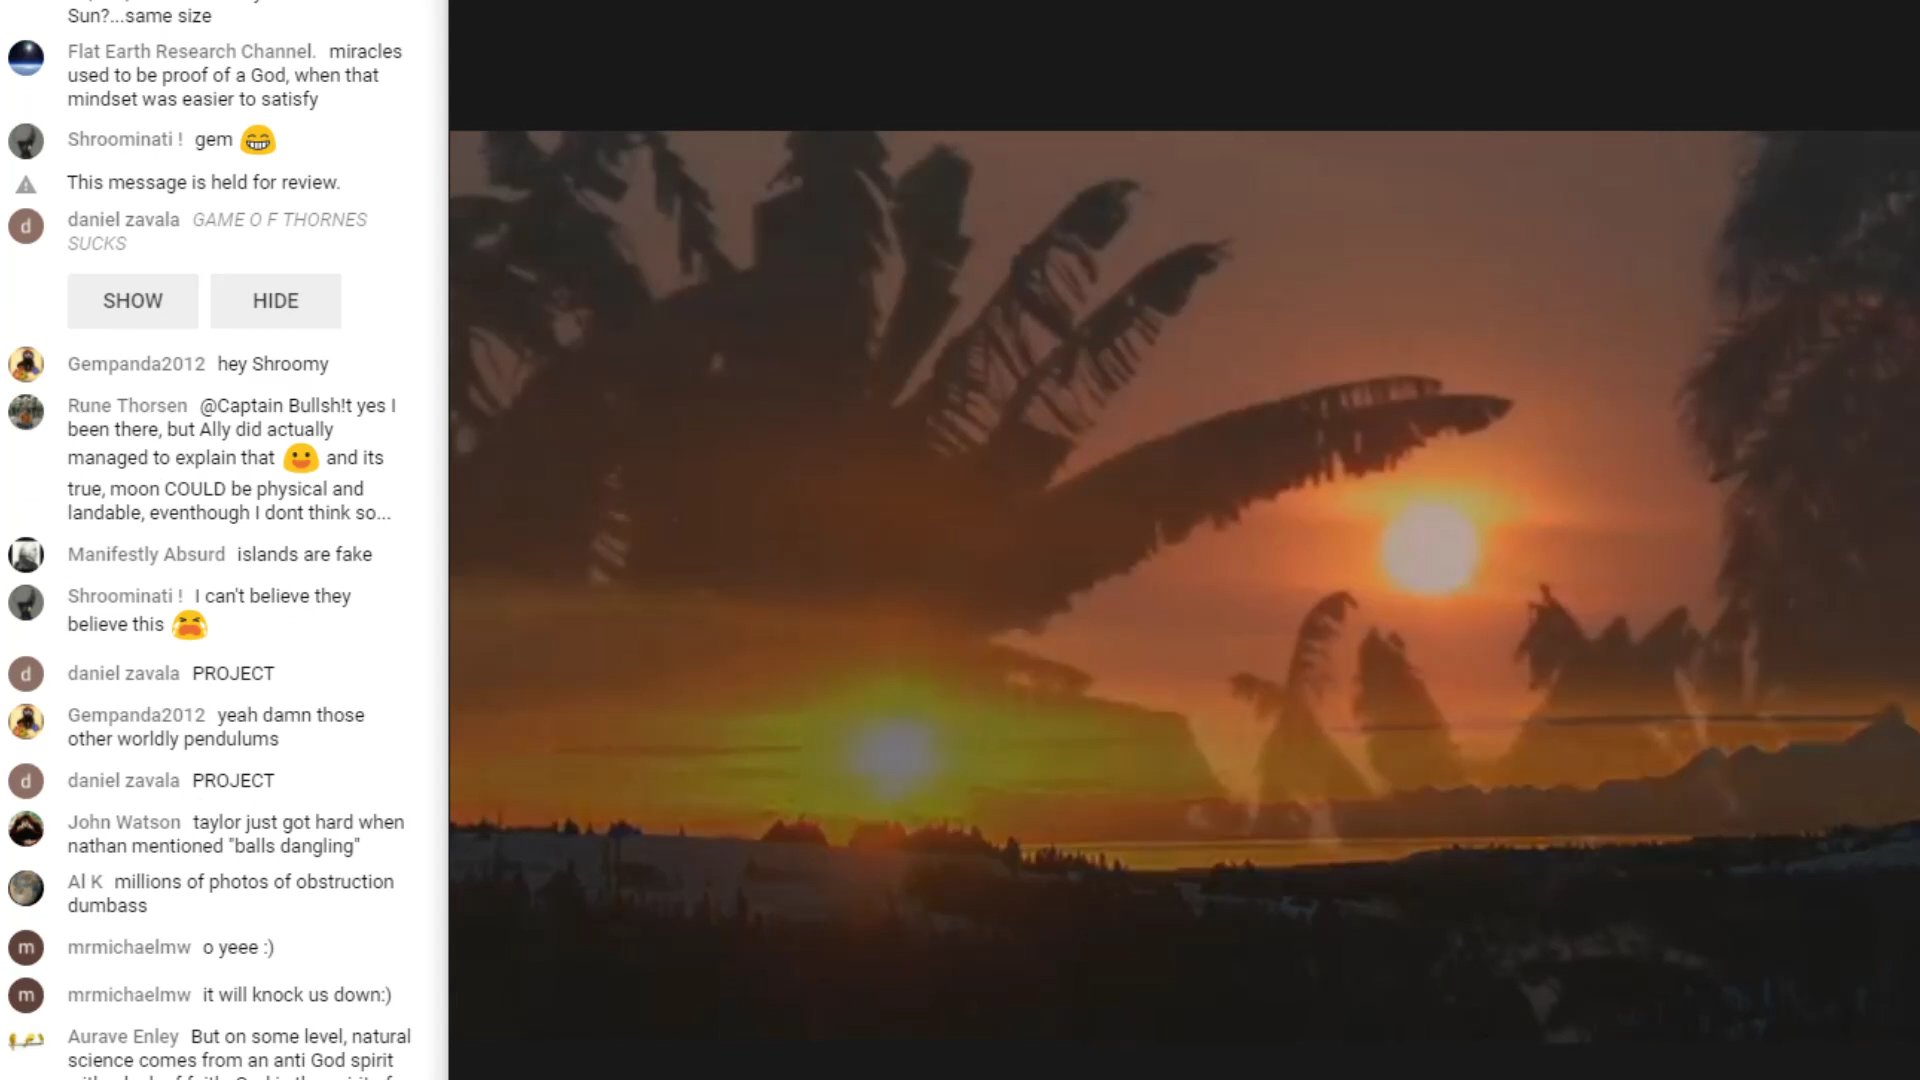 Sun?...same size
Flat Earth Research Channel. miracles
used to be proof of a God, when that
mindset was easier to satisfy
Shroominati ! gem
This message is held for review.
d
daniel zavala GAME O F THORNES
SUCKS
SHOW HIDE
Gempanda2012 hey Shroomy
Rune Thorsen @Captain Bullsh!t yes I
been there, but Ally did actually
managed to explain that and its
true, moon COULD be physical and
landable, eventhough I dont think so...
Manifestly Absurd islands are fake
Shroominati ! I can't believe they
believe this
d daniel zavala PROJECT
Gempanda2012 yeah damn those
other worldly pendulums
d daniel zavala PROJECT
John Watson taylor just got hard when
nathan mentioned "balls dangling"
Al K millions of photos of obstruction
dumbass
m mrmichaelmw o yeee :)
m mrmichaelmw it will knock us down:)
Aurave Enley But on some level, natural
science comes from an anti God spirit